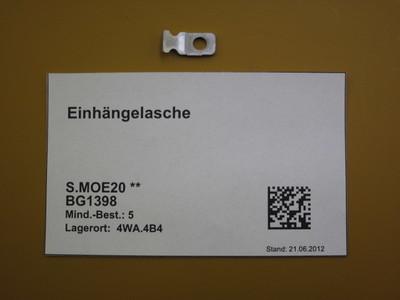 Einhängelasche
S.MOE20 **
BG1398
Mind.-Best.: 5
Lagerort: 4WA.4B4
Stand: 21.06.2012